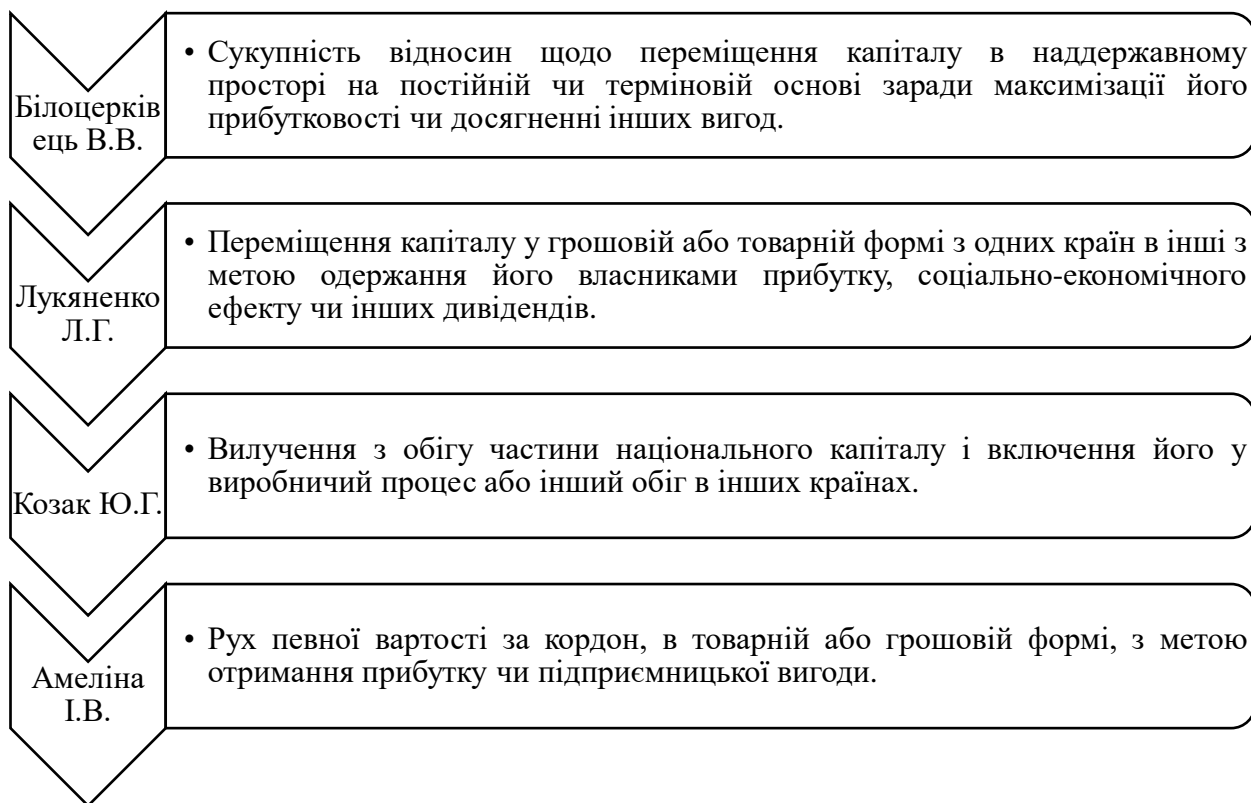 Білоцерків
ець В.В.
• Сукупність відносин щодо переміщення капіталу в наддержавному
просторі на постійній чи терміновій основі заради максимізації його
прибутковості чи досягненні інших вигод.
Лукяненко
Л.Г.
• Переміщення капіталу у грошовій або товарній формі з одних країн в інші з
метою одержання його власниками прибутку, соціально-економічного
ефекту чи інших дивідендів.
Козак Ю.Г.
• Вилучення з обігу частини національного капіталу і включення його у
виробничий процес або інший обіг в інших країнах.
Амеліна
І.В.
• Рух певної вартості за кордон, в товарній або грошовій формі, з метою
отримання прибутку чи підприємницької вигоди.